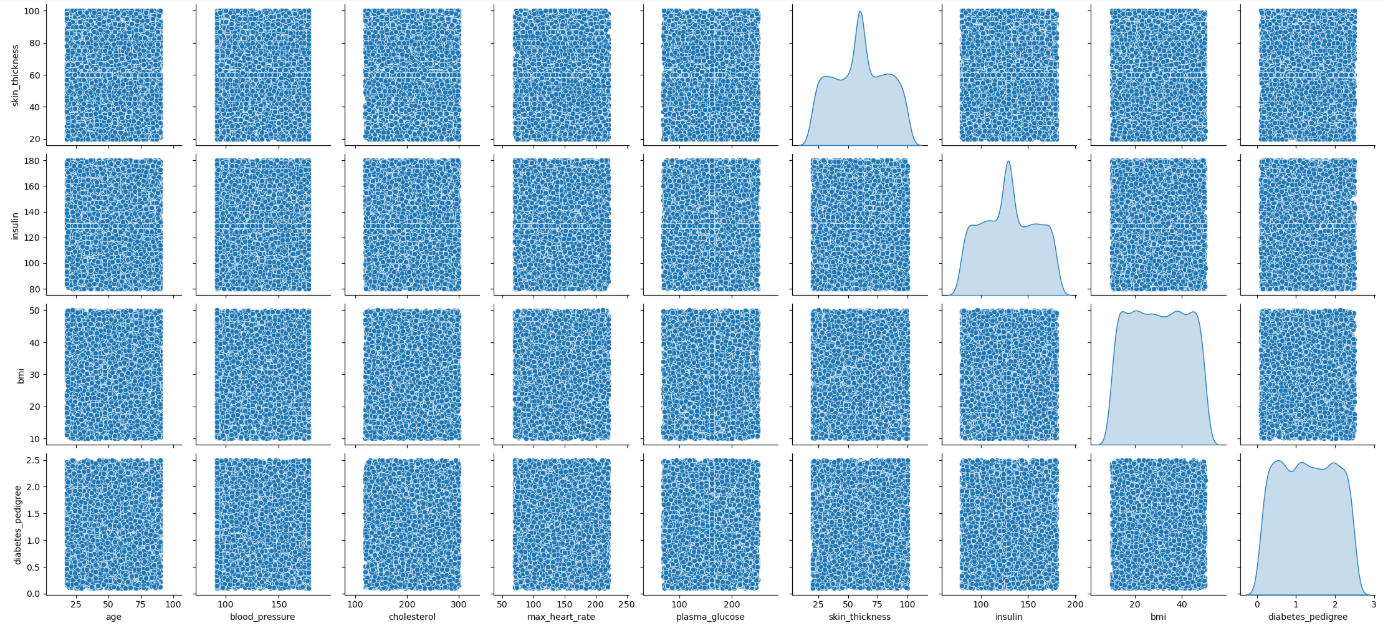 100
80
60
40
20
skin_thickness
180
160
140
120
100
80
insulin
50
40
30
20
10
bmi
2.5
2.0
1.5
1.0
0.5
0.0
diabetes_pedigree
25 50 75 100
100 150
100 200 300
50 100 150 200 250
100 200
25 50 75 100
100 150 200
20 40
0 1 2 3
age blood_pressure cholesterol max_heart_rate plasma_glucose skin_thickness insulin bmi diabetes_pedigree